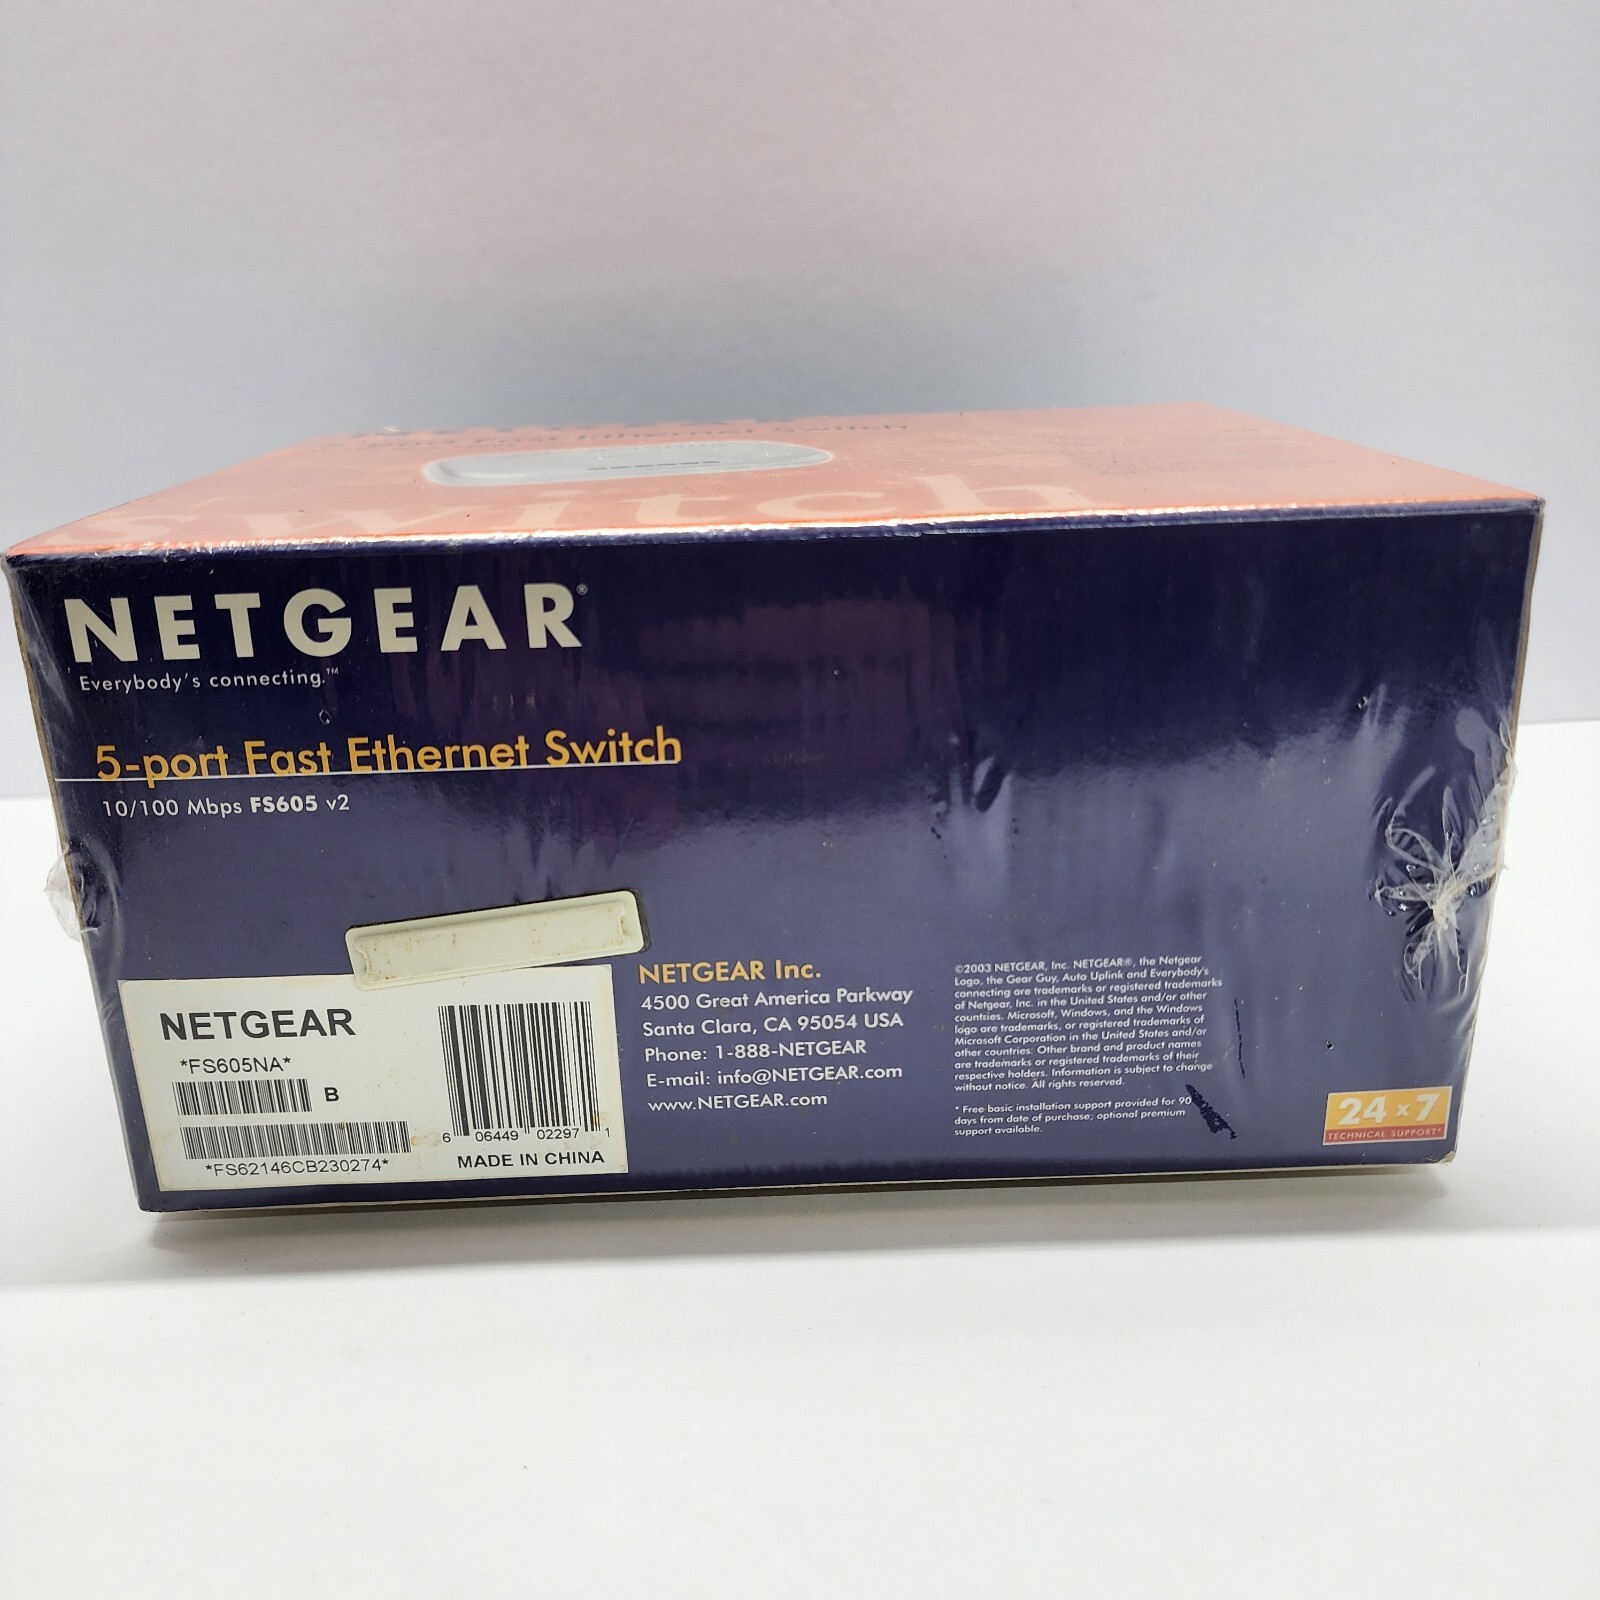 Fast Ethernet Switch
switch
NETGEAR®
Everybody's connecting.™
5-port Fast Ethernet Switch
10/100 Mbps FS605 v2
NETGEAR
*FS605NA*
B
*FS62146CB230274*
6 06449 02297 1
MADE IN CHINA
NETGEAR Inc.
4500 Great America Parkway
Santa Clara, CA 95054 USA
Phone: 1-888-NETGEAR
E-mail: info@NETGEAR.com
www.NETGEAR.com
©2003 NETGEAR, Inc. NETGEAR®, the Netgear
Logo, the Gear Guy, Auto Uplink and Everybody's
connecting are trademarks or registered trademarks
of Netgear, Inc. in the United States and/or other
countries. Microsoft, Windows, and the Windows
logo are trademarks, or registered trademarks of
Microsoft Corporation in the United States and/or
other countries. Other brand and product names
are trademarks or registered trademarks of their
respective holders. Information is subject to change
without notice. All rights reserved.
* Free basic installation support provided for 90
days from date of purchase; optional premium
support available.
24 x 7
TECHNICAL SUPPORT*